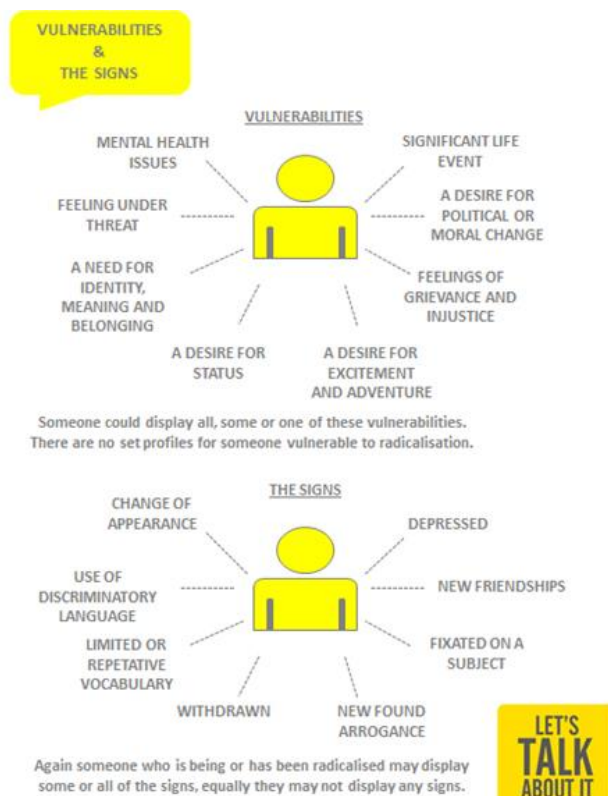 VULNERABILITIES
&
THE SIGNS
VULNERABILITIES
MENTAL HEALTH
ISSUES
SIGNIFICANT LIFE
EVENT
FEELING UNDER
THREAT
A DESIRE FOR
POLITICAL OR
MORAL CHANGE
A NEED FOR
IDENTITY,
MEANING AND
BELONGING
FEELINGS OF
GRIEVANCE AND
INJUSTICE
A DESIRE FOR
STATUS
A DESIRE FOR
EXCITEMENT
AND ADVENTURE
Someone could display all, some or one of these vulnerabilities.
There are no set profiles for someone vulnerable to radicalisation.
THE SIGNS
CHANGE OF
APPEARANCE
DEPRESSED
USE OF
DISCRIMINATORY
LANGUAGE
NEW FRIENDSHIPS
LIMITED OR
REPETATIVE
VOCABULARY
FIXATED ON A
SUBJECT
WITHDRAWN
NEW FOUND
ARROGANCE
Again someone who is being or has been radicalised may display
some or all of the signs, equally they may not display any signs.
LET'S
TALK
ABOUT IT